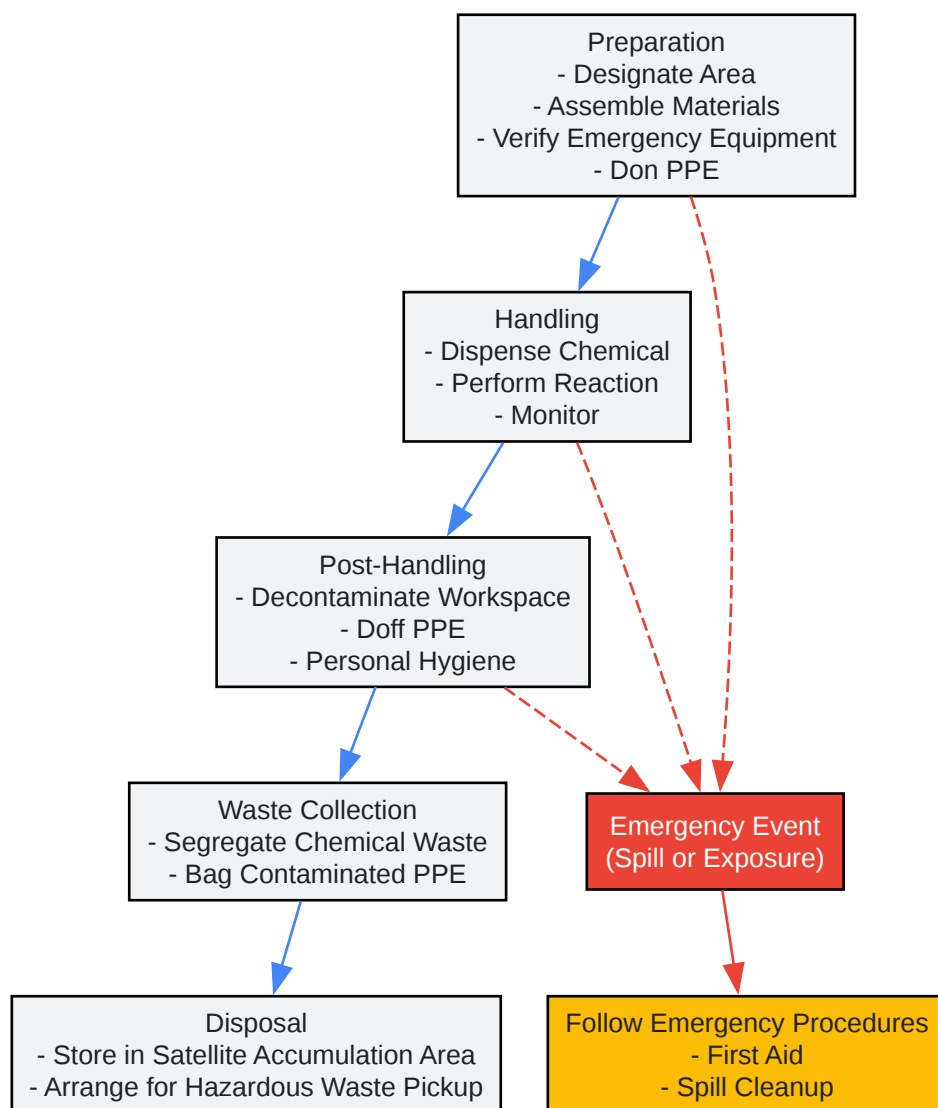 Preparation
- Designate Area
- Assemble Materials
- Verify Emergency Equipment
- Don PPE
Handling
- Dispense Chemical
- Perform Reaction
- Monitor
Post-Handling
- Decontaminate Workspace
- Doff PPE
- Personal Hygiene
Waste Collection
- Segregate Chemical Waste
- Bag Contaminated PPE
Emergency Event
(Spill or Exposure)
Disposal
- Store in Satellite Accumulation Area
- Arrange for Hazardous Waste Pickup
Follow Emergency Procedures
- First Aid
- Spill Cleanup